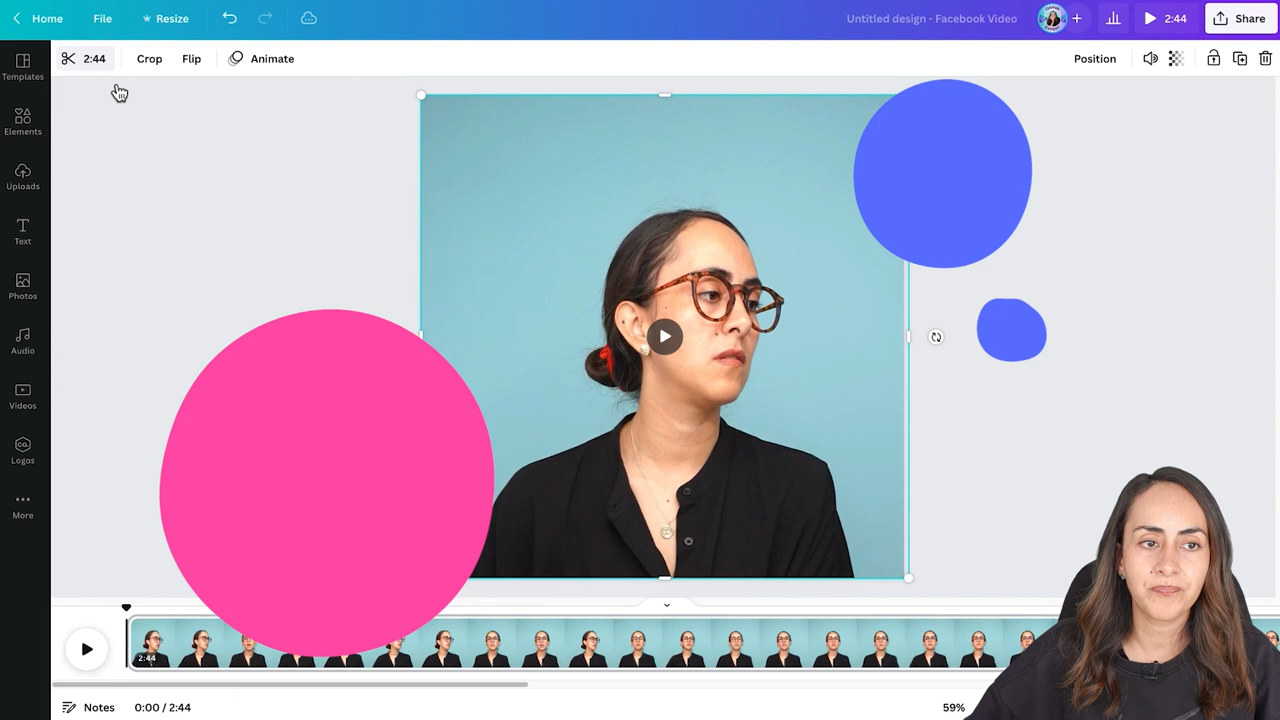 Home File Resize Untitled design - Facebook Video + 2:44 Share
2:44 Crop Flip Animate Position
Templates
Elements
Uploads
Text
Photos
Audio
Videos
co.
Logos
More
2:44
Notes 0:00 / 2:44 59%